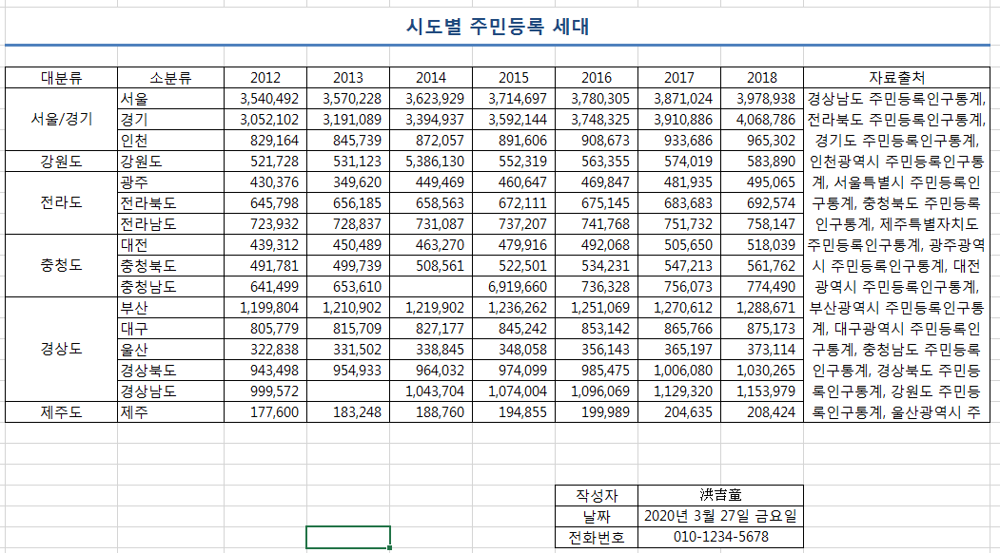 시도별 주민등록 세대
대분류 소분류 2012 2013 2014 2015 2016 2017 2018 자료출처
서울/경기 서울 3,540,492 3,570,228 3,623,929 3,714,697 3,780,305 3,871,024 3,978,938 경상남도 주민등록인구통계,
경기 3,052,102 3,191,089 3,394,937 3,592,144 3,748,325 3,910,886 4,068,786 전라북도 주민등록인구통계,
인천 829,164 845,739 872,057 891,606 908,673 933,686 965,302 경기도 주민등록인구통계,
강원도 강원도 521,728 531,123 5,386,130 552,319 563,355 574,019 583,890 인천광역시 주민등록인구통
전라도 광주 430,376 349,620 449,469 460,647 469,847 481,935 495,065 계, 서울특별시 주민등록인
전라북도 645,798 656,185 658,563 672,111 675,145 683,683 692,574 구통계, 충청북도 주민등록
전라남도 723,932 728,837 731,087 737,207 741,768 751,732 758,147 인구통계, 제주특별자치도
충청도 대전 439,312 450,489 463,270 479,916 492,068 505,650 518,039 주민등록인구통계, 광주광역
충청북도 491,781 499,739 508,561 522,501 534,231 547,213 561,762 시 주민등록인구통계, 대전
충청남도 641,499 653,610 6,919,660 736,328 756,073 774,490 광역시 주민등록인구통계,
경상도 부산 1,199,804 1,210,902 1,219,902 1,236,262 1,251,069 1,270,612 1,288,671 부산광역시 주민등록인구통
대구 805,779 815,709 827,177 845,242 853,142 865,766 875,173 계, 대구광역시 주민등록인
울산 322,838 331,502 338,845 348,058 356,143 365,197 373,114 구통계, 충청남도 주민등록
경상북도 943,498 954,933 964,032 974,099 985,475 1,006,080 1,030,265 인구통계, 경상북도 주민등
경상남도 999,572 1,043,704 1,074,004 1,096,069 1,129,320 1,153,979 록인구통계, 강원도 주민등
제주도 제주 177,600 183,248 188,760 194,855 199,989 204,635 208,424 록인구통계, 울산광역시 주
작성자 洪吉童
날짜 2020년 3월 27일 금요일
전화번호 010-1234-5678